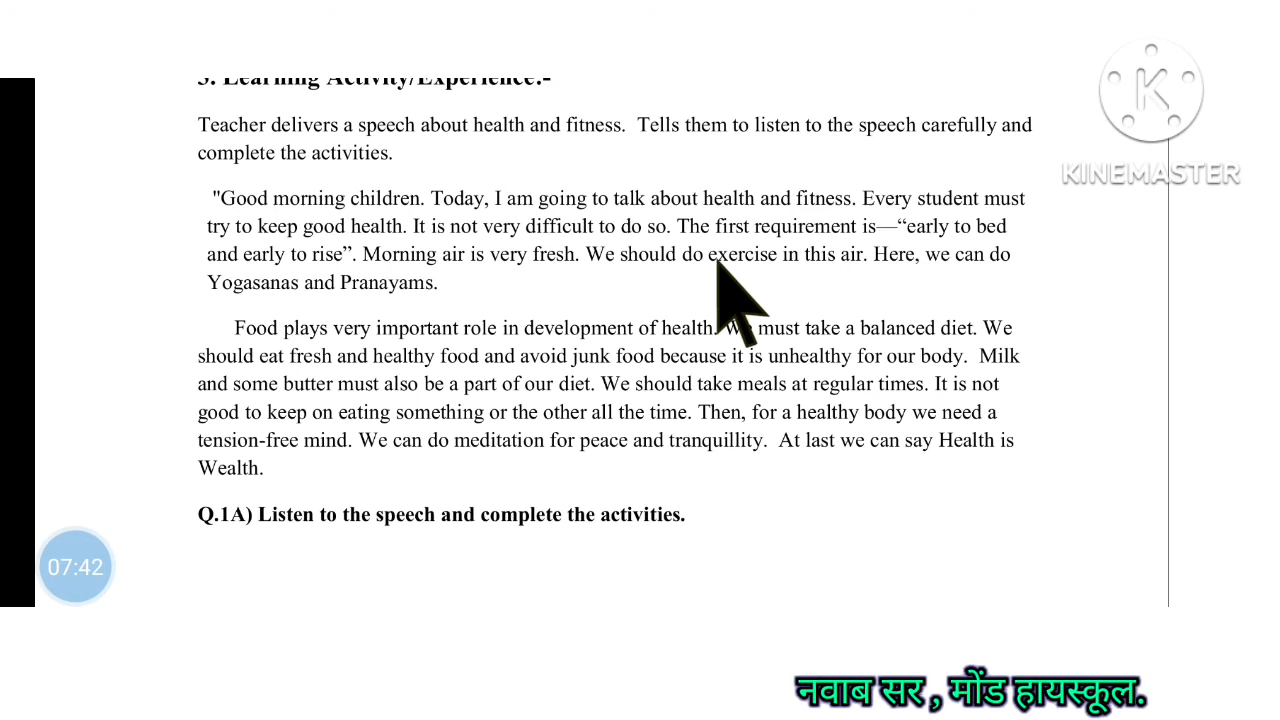 3. Learning Activity/Experience:-
Teacher delivers a speech about health and fitness. Tells them to listen to the speech carefully and
complete the activities.
"Good morning children. Today, I am going to talk about health and fitness. Every student must
try to keep good health. It is not very difficult to do so. The first requirement is—“early to bed
and early to rise”. Morning air is very fresh. We should do exercise in this air. Here, we can do
Yogasanas and Pranayams.
Food plays very important role in development of health. We must take a balanced diet. We
should eat fresh and healthy food and avoid junk food because it is unhealthy for our body. Milk
and some butter must also be a part of our diet. We should take meals at regular times. It is not
good to keep on eating something or the other all the time. Then, for a healthy body we need a
tension-free mind. We can do meditation for peace and tranquillity. At last we can say Health is
Wealth.
Q.1A) Listen to the speech and complete the activities.
K
KINEMASTER
07:42
नवाब सर , मोंड हायस्कूल.